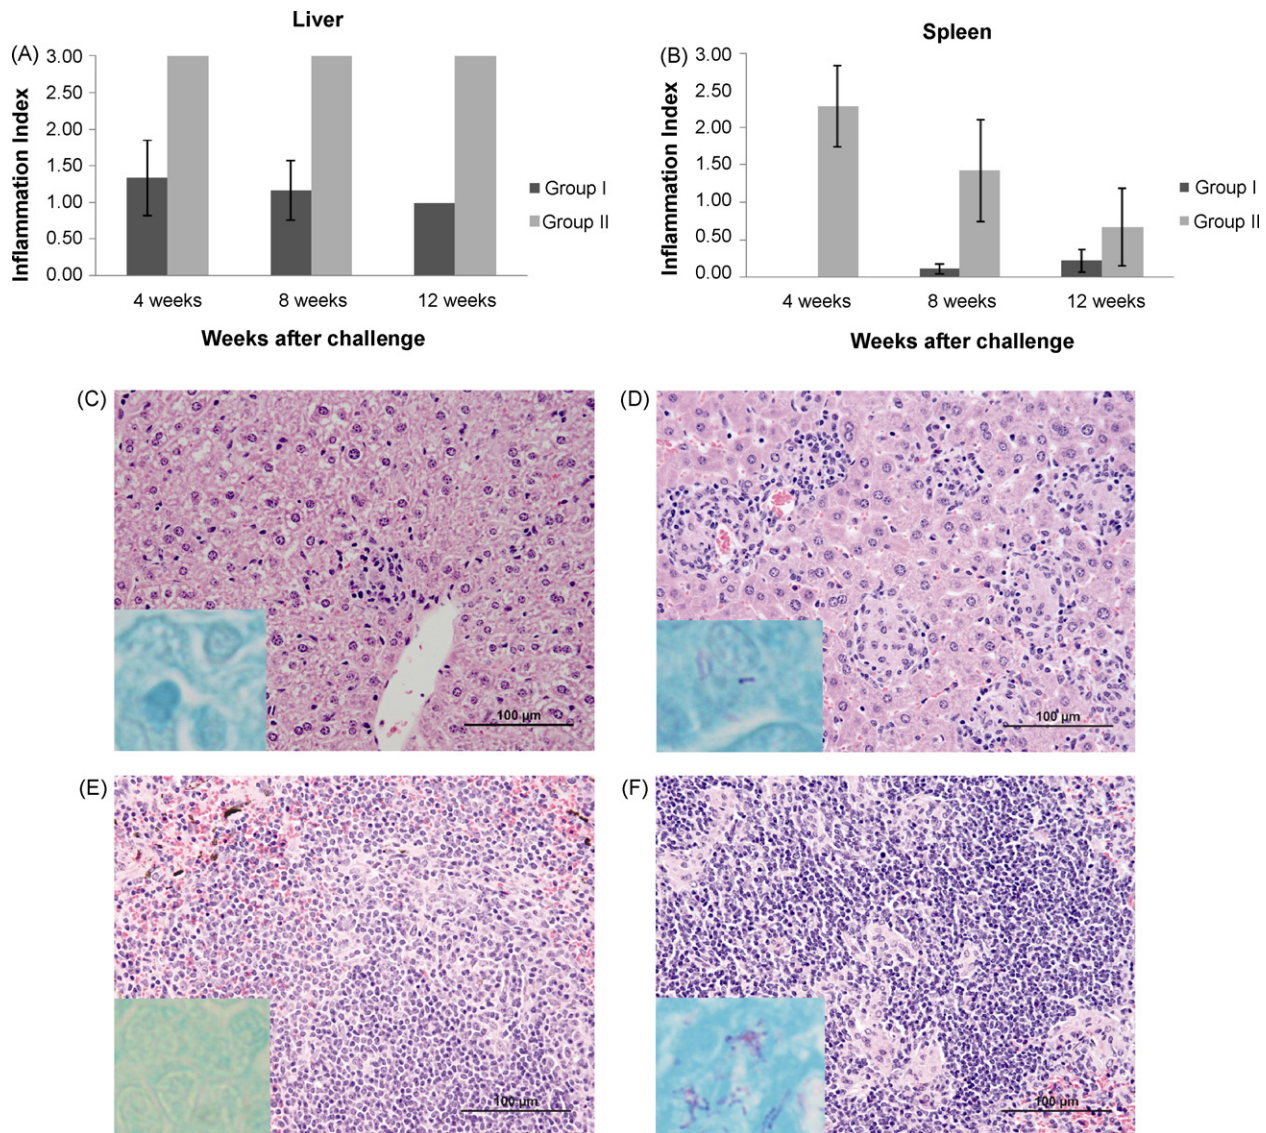 Liver
(A)
Inflammation Index
3.00
2.50
2.00
1.50
1.00
0.50
0.00
4 weeks 8 weeks 12 weeks
Weeks after challenge
Group I
Group II
Spleen
(B)
Inflammation Index
3.00
2.50
2.00
1.50
1.00
0.50
.00
4 weeks 8 weeks 12 weeks
Weeks after challenge
Group I
Group II
(C)
100 µm
(D)
100 µm
(E)
100 µm
(F)
100 µm